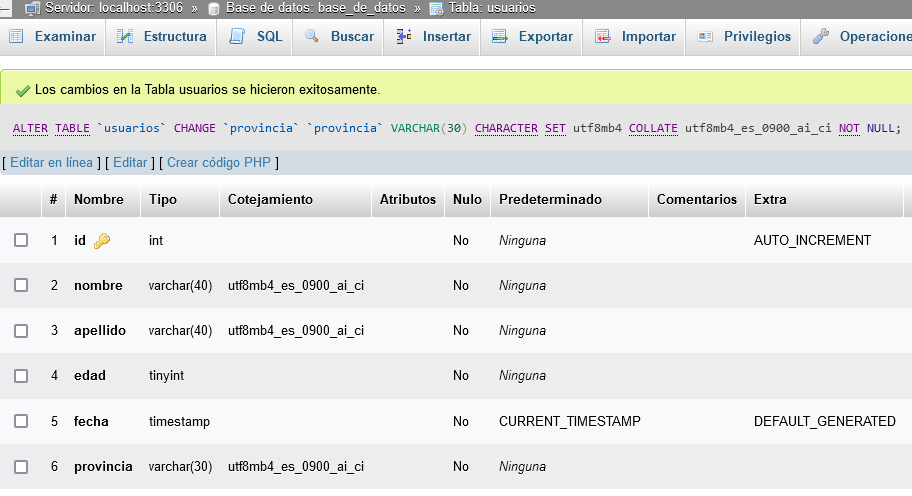 Servidor: localhost:3306 » Base de datos: base_de_datos » Tabla: usuarios
Examinar Estructura SQL Buscar Insertar Exportar Importar Privilegios Operacione
Los cambios en la Tabla usuarios se hicieron exitosamente.
ALTER TABLE `usuarios` CHANGE `provincia` `provincia` VARCHAR(30) CHARACTER SET utf8mb4 COLLATE utf8mb4_es_0900_ai_ci NOT NULL;
[ Editar en línea ] [ Editar ] [ Crear código PHP ]
# Nombre Tipo Cotejamiento Atributos Nulo Predeterminado Comentarios Extra
1 id int No Ninguna AUTO_INCREMENT
2 nombre varchar(40) utf8mb4_es_0900_ai_ci No Ninguna
3 apellido varchar(40) utf8mb4_es_0900_ai_ci No Ninguna
4 edad tinyint No Ninguna
5 fecha timestamp No CURRENT_TIMESTAMP DEFAULT_GENERATED
6 provincia varchar(30) utf8mb4_es_0900_ai_ci No Ninguna